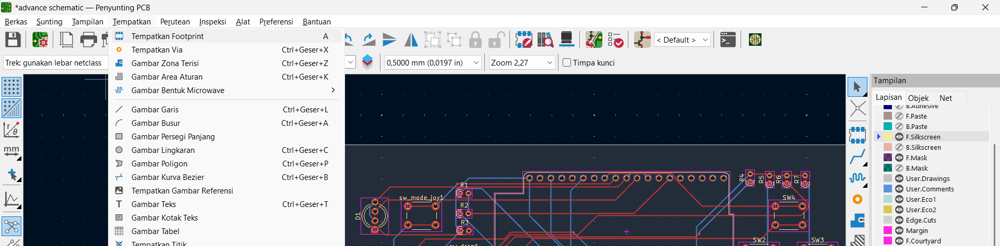 *advance schematic — Penyunting PCB
Berkas Sunting Tampilan Tempatkan Perutean Inspeksi Alat Preferensi Bantuan
Tempatkan Footprint A
Tempatkan Via Ctrl+Geser+X
Gambar Zona Terisi Ctrl+Geser+Z
Gambar Area Aturan Ctrl+Geser+K
Gambar Bentuk Microwave
Gambar Garis Ctrl+Geser+L
Gambar Busur Ctrl+Geser+A
Gambar Persegi Panjang
Gambar Lingkaran Ctrl+Geser+C
Gambar Poligon Ctrl+Geser+P
Gambar Kurva Bezier Ctrl+Geser+B
Tempatkan Gambar Referensi
Gambar Teks Ctrl+Geser+T
Gambar Kotak Teks
Gambar Tabel
Tempatkan Titik
< Default >
Trek: gunakan lebar netclass
0,5000 mm (0,0197 in)
Zoom 2,27
Timpa kunci
mm
D1
sw_mode_joy1
R1
R2
R3
R4
R5
R6
R7
SW4
SW2
SW3
Tampilan
Lapisan Objek Net
B.Adhesive
F.Paste
B.Paste
F.Silkscreen
B.Silkscreen
F.Mask
B.Mask
User.Drawings
User.Comments
User.Eco1
User.Eco2
Edge.Cuts
Margin
F.Courtyard